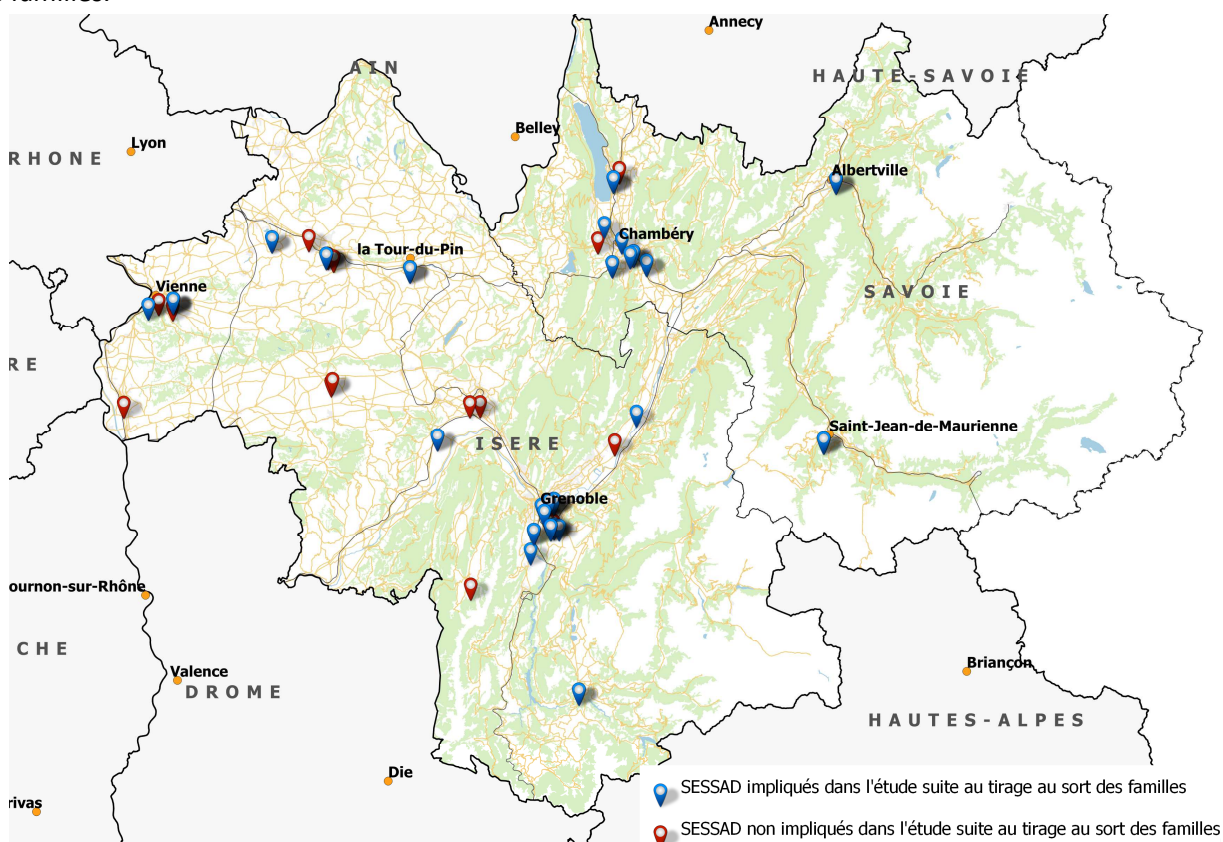 familles.
Annecy
AIN
HAUTE-SAVOIE
Belley
Lyon
RHONE
Albertville
Chambéry
la Tour-du-Pin
Vienne
SAVOIE
RE
Saint-Jean-de-Maurienne
ISERE
Grenoble
ournon-sur-Rhône
CHE
Valence
DROME
Briançon
HAUTES-ALPES
Die
rivas
SESSAD impliqués dans l'étude suite au tirage au sort des familles
SESSAD non impliqués dans l'étude suite au tirage au sort des familles